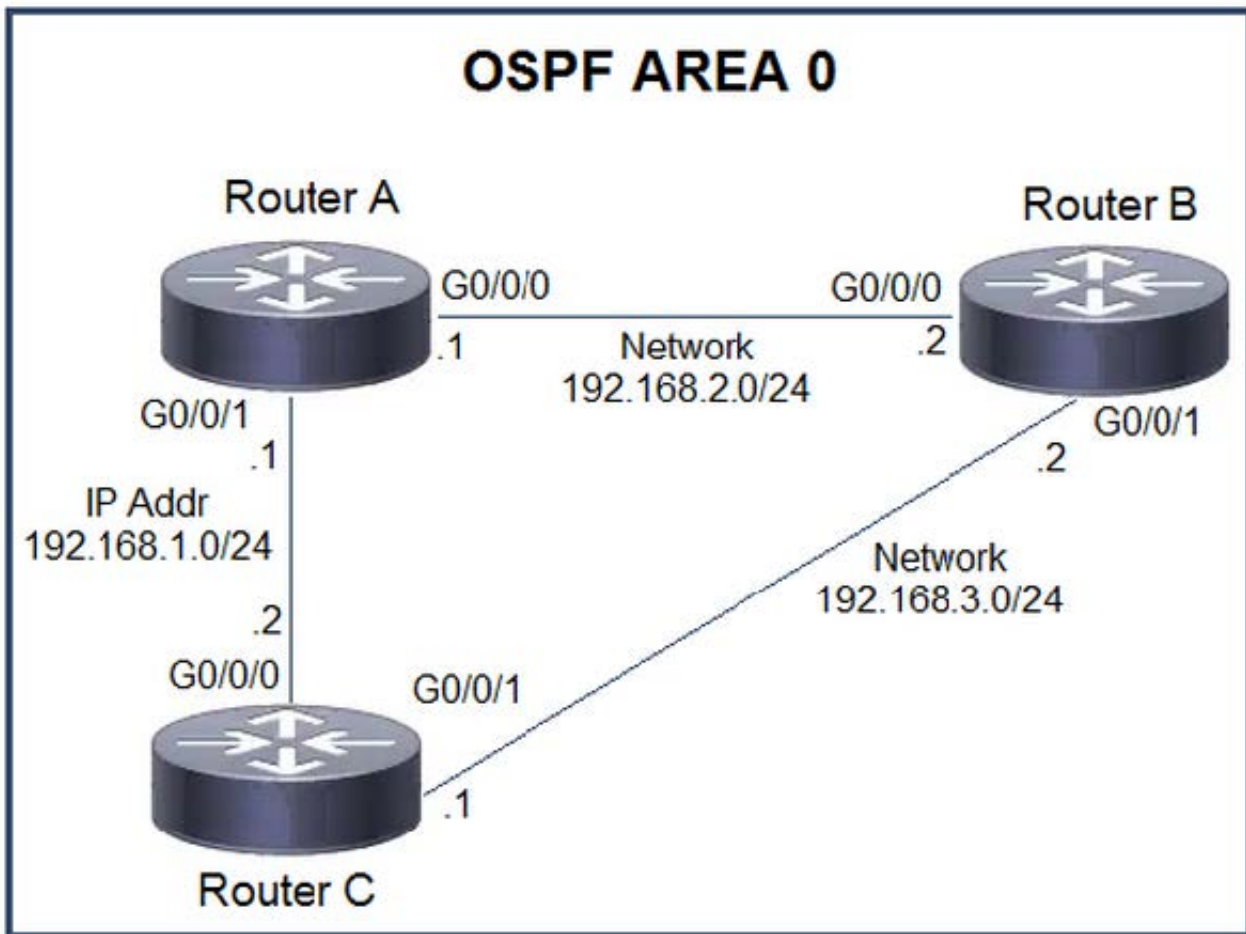 OSPF AREA 0
Router A
Router B
G0/0/0
G0/0/0
.1
Network
192.168.2.0/24
.2
G0/0/1
.1
G0/0/1
.2
IP Addr
192.168.1.0/24
Network
192.168.3.0/24
.2
G0/0/0
G0/0/1
.1
Router C